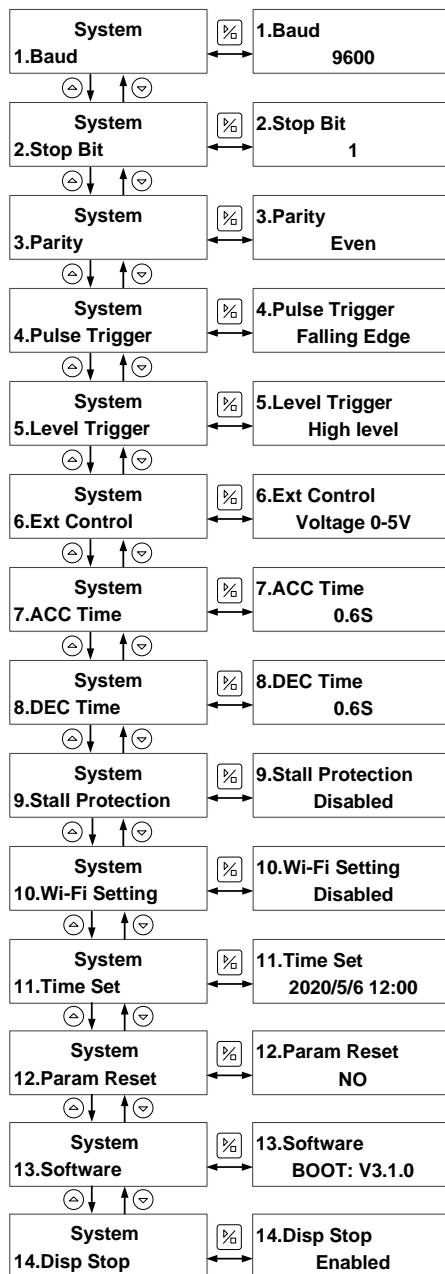 System
1.Baud
1.Baud
9600
System
2.Stop Bit
2.Stop Bit
1
System
3.Parity
3.Parity
Even
System
4.Pulse Trigger
4.Pulse Trigger
Falling Edge
System
5.Level Trigger
5.Level Trigger
High level
System
6.Ext Control
6.Ext Control
Voltage 0-5V
System
7.ACC Time
7.ACC Time
0.6S
System
8.DEC Time
8.DEC Time
0.6S
System
9.Stall Protection
9.Stall Protection
Disabled
System
10.Wi-Fi Setting
10.Wi-Fi Setting
Disabled
System
11.Time Set
11.Time Set
2020/5/6 12:00
System
12.Param Reset
12.Param Reset
NO
System
13.Software
13.Software
BOOT: V3.1.0
System
14.Disp Stop
14.Disp Stop
Enabled